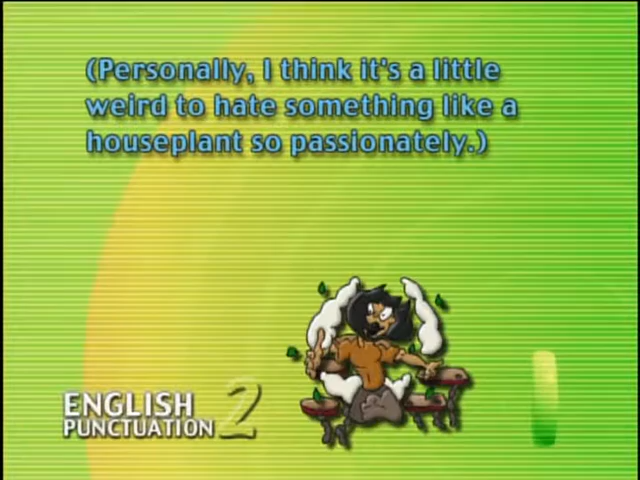 (Personally, I think it's a little
weird to hate something like a
houseplant so passionately.)
ENGLISH
PUNCTUATION 2